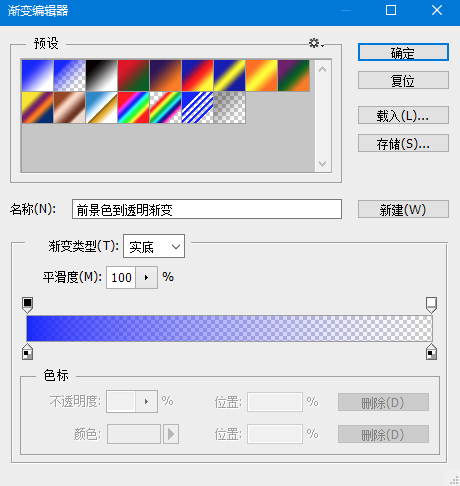 渐变编辑器
预设
确定
复位
载入(L)...
存储(S)...
名称(N): 前景色到透明渐变 新建(W)
渐变类型(T): 实底
平滑度(M): 100 %
色标
不透明度: % 位置: % 删除(D)
颜色: 位置: % 删除(D)